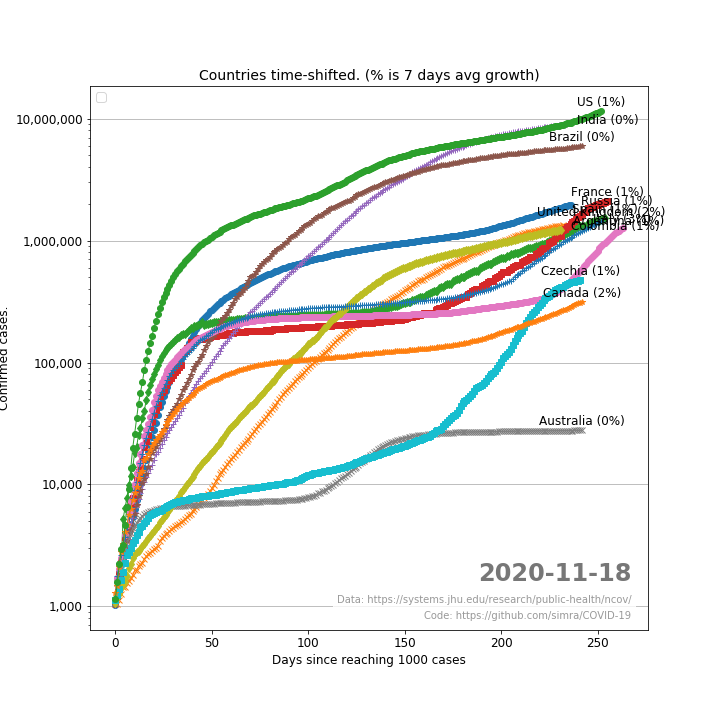 Countries time-shifted. (% is 7 days avg growth)
10,000,000
1,000,000
100,000
10,000
1,000
Confirmed cases.
US (1%)
India (0%)
Brazil (0%)
France (1%)
Russia (1%)
United Kingdom (2%)
Colombia (1%)
Czechia (1%)
Canada (2%)
Australia (0%)
2020-11-18
Data: https://systems.jhu.edu/research/public-health/ncov/
Code: https://github.com/simra/COVID-19
0 50 100 150 200 250
Days since reaching 1000 cases